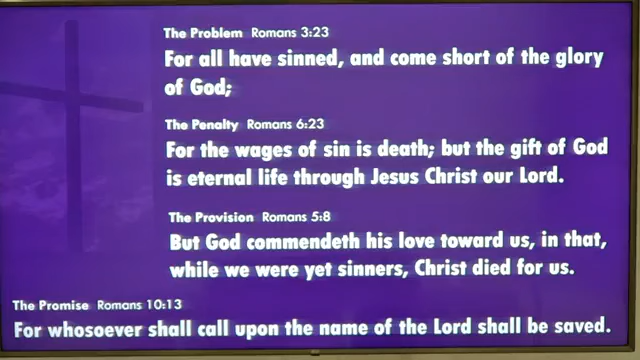 The Problem Romans 3:23
For all have sinned, and come short of the glory
of God;
The Penalty Romans 6:23
For the wages of sin is death; but the gift of God
is eternal life through Jesus Christ our Lord.
The Provision Romans 5:8
But God commendeth his love toward us, in that,
while we were yet sinners, Christ died for us.
The Promise Romans 10:13
For whosoever shall call upon the name of the Lord shall be saved.